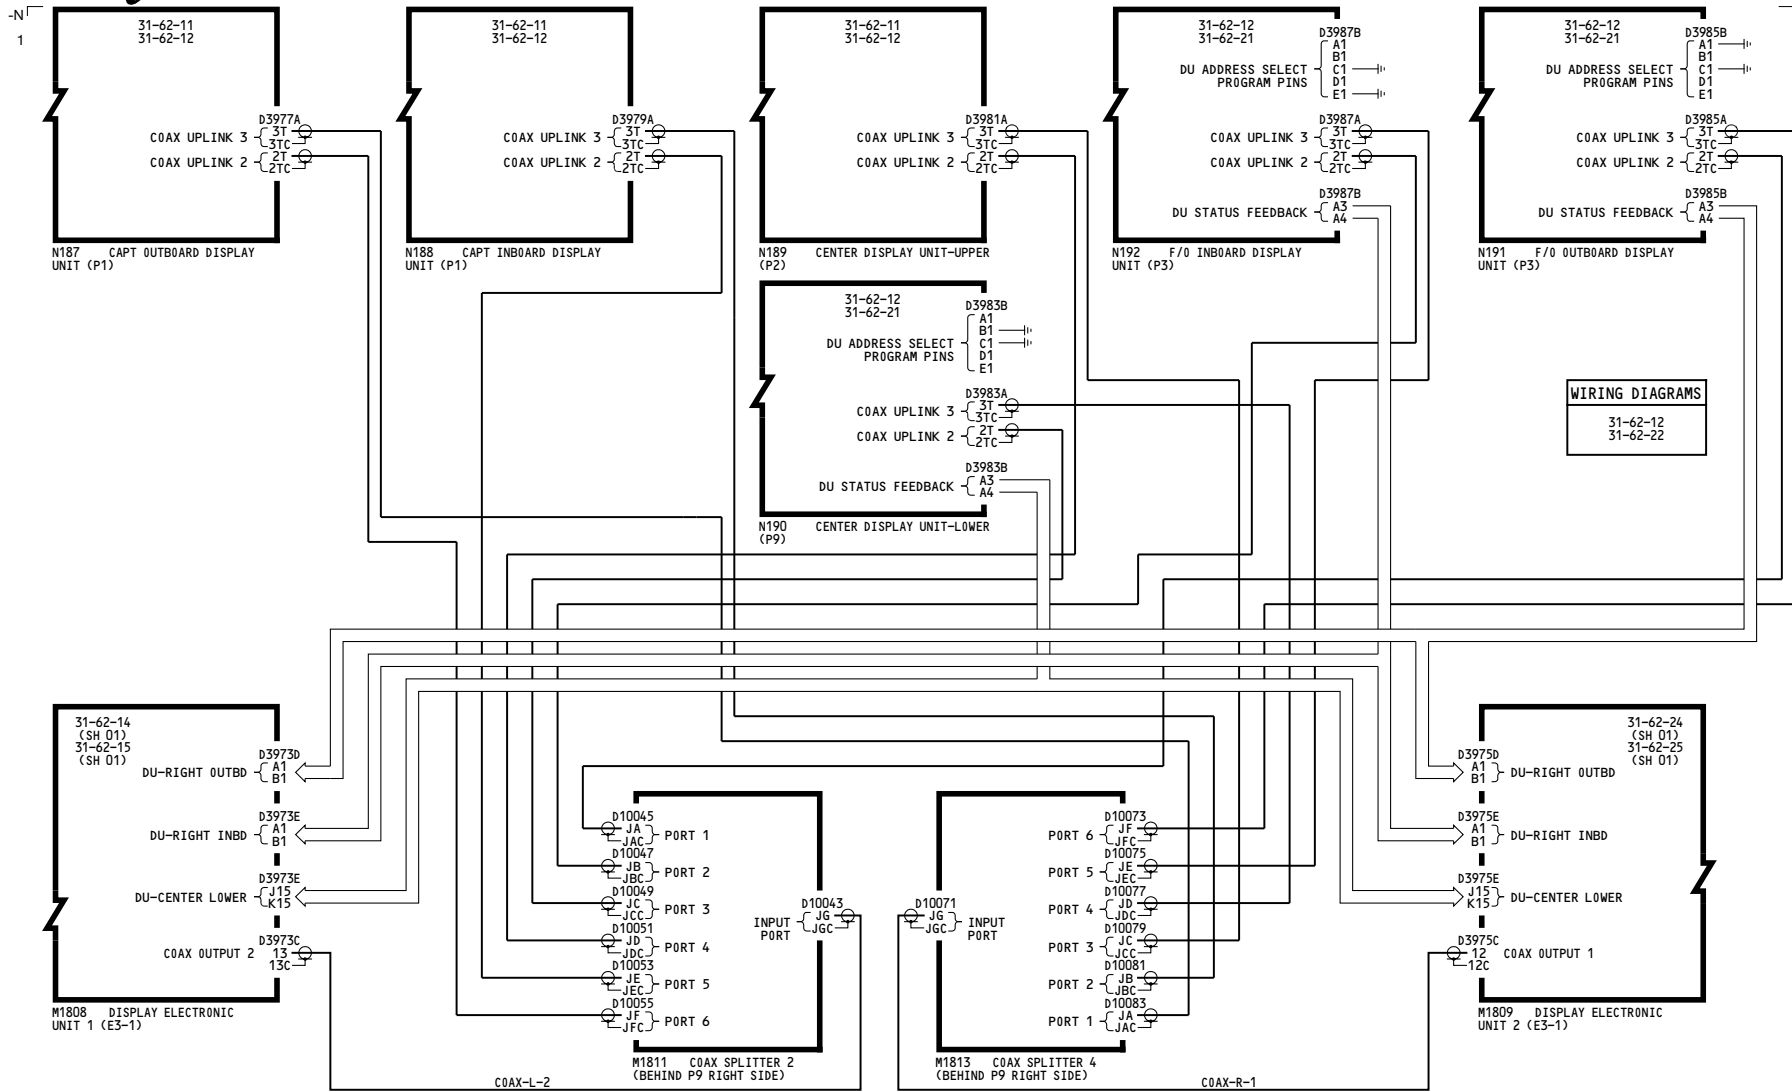 -N
1
31-62-11
31-62-12
D3977A
COAX UPLINK 3
3T
3TC
COAX UPLINK 2
2T
2TC
N187 CAPT OUTBOARD DISPLAY
UNIT (P1)
31-62-11
31-62-12
D3979A
COAX UPLINK 3
3T
3TC
COAX UPLINK 2
2T
2TC
N188 CAPT INBOARD DISPLAY
UNIT (P1)
31-62-11
31-62-12
D3981A
COAX UPLINK 3
3T
3TC
COAX UPLINK 2
2T
2TC
N189 CENTER DISPLAY UNIT-UPPER
(P2)
31-62-12
31-62-21
D3987B
A1
B1
DU ADDRESS SELECT
C1
PROGRAM PINS
D1
E1
D3987A
COAX UPLINK 3
3T
3TC
COAX UPLINK 2
2T
2TC
D3987B
DU STATUS FEEDBACK
A3
A4
N192 F/O INBOARD DISPLAY
UNIT (P3)
31-62-12
31-62-21
D3985B
A1
B1
DU ADDRESS SELECT
C1
PROGRAM PINS
D1
E1
D3985A
COAX UPLINK 3
3T
3TC
COAX UPLINK 2
2T
2TC
D3985B
DU STATUS FEEDBACK
A3
A4
N191 F/O OUTBOARD DISPLAY
UNIT (P3)
31-62-12
31-62-21
D3983B
A1
B1
DU ADDRESS SELECT
C1
PROGRAM PINS
D1
E1
D3983A
COAX UPLINK 3
3T
3TC
COAX UPLINK 2
2T
2TC
D3983B
DU STATUS FEEDBACK
A3
A4
N190 CENTER DISPLAY UNIT-LOWER
(P9)
WIRING DIAGRAMS
31-62-12
31-62-22
31-62-14
(SH 01)
31-62-15
(SH 01)
D3973D
DU-RIGHT OUTBD
A1
B1
D3973E
DU-RIGHT INBD
A1
B1
D3973E
DU-CENTER LOWER
J15
K15
D3973C
COAX OUTPUT 2
13
13C
M1808 DISPLAY ELECTRONIC
UNIT 1 (E3-1)
D10045
JA
JAC
PORT 1
D10047
JB
JBC
PORT 2
D10049
JC
JCC
PORT 3
D10051
JD
JDC
PORT 4
D10053
JE
JEC
PORT 5
D10055
JF
JFC
PORT 6
D10043
INPUT
PORT
JG
JGC
M1811 COAX SPLITTER 2
(BEHIND P9 RIGHT SIDE)
COAX-L-2
D10071
JG
JGC
INPUT
PORT
D10073
PORT 6
JF
JFC
D10075
PORT 5
JE
JEC
D10077
PORT 4
JD
JDC
D10079
PORT 3
JC
JCC
D10081
PORT 2
JB
JBC
D10083
PORT 1
JA
JAC
M1813 COAX SPLITTER 4
(BEHIND P9 RIGHT SIDE)
COAX-R-1
31-62-24
(SH 01)
31-62-25
(SH 01)
D3975D
A1
B1
DU-RIGHT OUTBD
D3975E
A1
B1
DU-RIGHT INBD
D3975E
J15
K15
DU-CENTER LOWER
D3975C
12
12C
COAX OUTPUT 1
M1809 DISPLAY ELECTRONIC
UNIT 2 (E3-1)